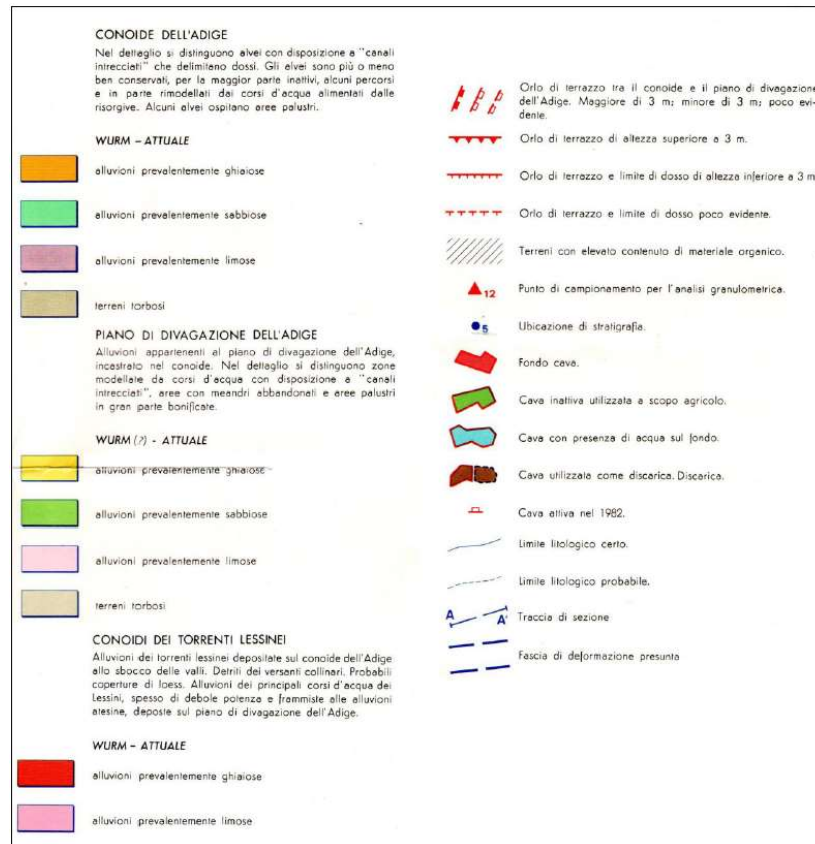 CONOIDE DELL'ADIGE
Nel dettaglio si distinguono alvei con disposizione a "canali
intrecciati" che delimitano dossi. Gli alvei sono più o meno
ben conservati, per la maggior parte inattivi, alcuni percorsi
e in parte rimodellati dai corsi d'acqua alimentati dalle
risorgive. Alcuni alvei ospitano aree palustri.
WURM – ATTUALE
alluvioni prevalentemente ghiaiose
alluvioni prevalentemente sabbiose
alluvioni prevalentemente limose
terreni torbosi
PIANO DI DIVAGAZIONE DELL'ADIGE
Alluvioni appartenenti al piano di divagazione dell'Adige,
incastrato nel conoide. Nel dettaglio si distinguono zone
modellate da corsi d'acqua con disposizione a "canali
intrecciati", aree con meandri abbandonati e aree palustri
in gran parte bonificate.
WURM (?) - ATTUALE
alluvioni prevalentemente ghiaiose
alluvioni prevalentemente sabbiose
alluvioni prevalentemente limose
terreni torbosi
CONOIDI DEI TORRENTI LESSINEI
Alluvioni dei torrenti lessinei depositate sul conoide dell'Adige
allo sbocco delle valli. Detriti dei versanti collinari. Probabili
coperture di loess. Alluvioni dei principali corsi d'acqua dei
Lessini, spesso di debole potenza e frammiste alle alluvioni
atesine, deposte sul piano di divagazione dell'Adige.
WURM – ATTUALE
alluvioni prevalentemente ghiaiose
alluvioni prevalentemente limose
Orlo di terrazzo tra il conoide e il piano di divagazione
dell'Adige. Maggiore di 3 m; minore di 3 m; poco evi-
dente.
Orlo di terrazzo di altezza superiore a 3 m.
Orlo di terrazzo e limite di dosso di altezza inferiore a 3 m
Orlo di terrazzo e limite di dosso poco evidente.
Terreni con elevato contenuto di materiale organico.
12 Punto di campionamento per l'analisi granulometrica.
5 Ubicazione di stratigrafia.
Fondo cava.
Cava inattiva utilizzata a scopo agricolo.
Cava con presenza di acqua sul fondo.
Cava utilizzata come discarica. Discarica.
Cava attiva nel 1982.
Limite litologico certo.
Limite litologico probabile.
A A' Traccia di sezione
Fascia di deformazione presunta